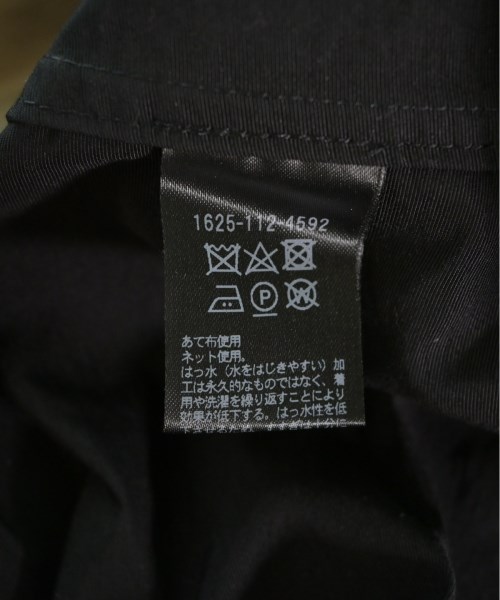 1625-112-4592
P W
あて布使用
ネット使用。
はっ水（水をはじきやすい）加
工は永久的なものではなく、着
用や洗濯を繰り返すことにより
効果が低下する。はっ水性を低